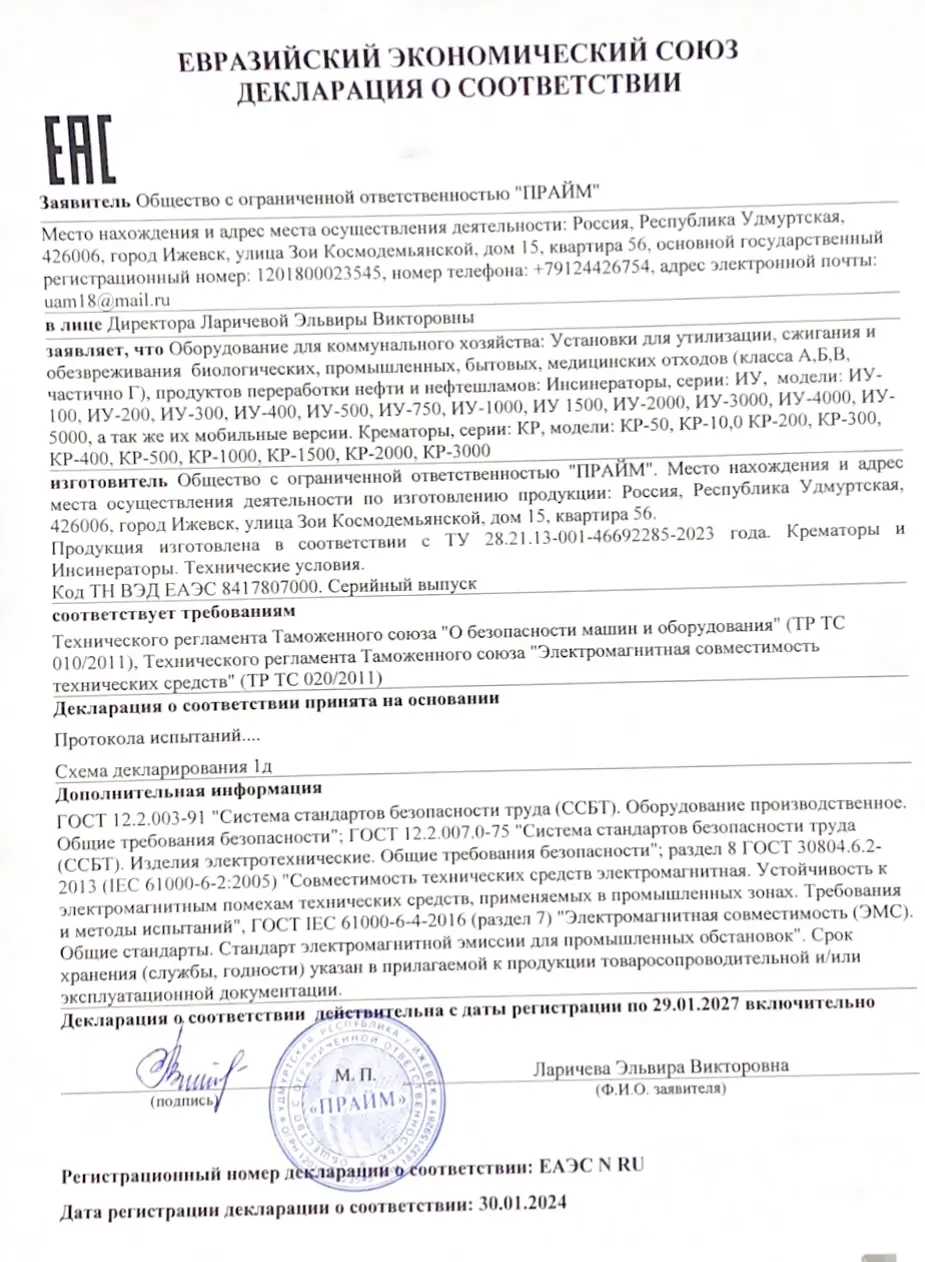 ЕВРАЗИЙСКИЙ ЭКОНОМИЧЕСКИЙ СОЮЗ
ДЕКЛАРАЦИЯ О СООТВЕТСТВИИ
ЕАС
Заявитель Общество с ограниченной ответственностью "ПРАЙМ"
Место нахождения и адрес места осуществления деятельности: Россия, Республика Удмуртская,
426006, город Ижевск, улица Зои Космодемьянской, дом 15, квартира 56, основной государственный
регистрационный номер: 1201800023545, номер телефона: +79124426754, адрес электронной почты:
uam18@mail.ru
в лице Директора Ларичевой Эльвиры Викторовны
заявляет, что Оборудование для коммунального хозяйства: Установки для утилизации, сжигания и
обезвреживания биологических, промышленных, бытовых, медицинских отходов (класса А,Б,В,
частично Г), продуктов переработки нефти и нефтешламов: Инсинераторы, серии: ИУ, модели: ИУ-
100, ИУ-200, ИУ-300, ИУ-400, ИУ-500, ИУ-750, ИУ-1000, ИУ 1500, ИУ-2000, ИУ-3000, ИУ-4000, ИУ-
5000, а так же их мобильные версии. Крематоры, серии: КР, модели: КР-50, КР-10,0 КР-200, КР-300,
КР-400, КР-500, КР-1000, КР-1500, КР-2000, КР-3000
изготовитель Общество с ограниченной ответственностью "ПРАЙМ". Место нахождения и адрес
места осуществления деятельности по изготовлению продукции: Россия, Республика Удмуртская,
426006, город Ижевск, улица Зои Космодемьянской, дом 15, квартира 56.
Продукция изготовлена в соответствии с ТУ 28.21.13-001-46692285-2023 года. Крематоры и
Инсинераторы. Технические условия.
Код ТН ВЭД ЕАЭС 8417807000. Серийный выпуск
соответствует требованиям
Технического регламента Таможенного союза "О безопасности машин и оборудования" (ТР ТС
010/2011), Технического регламента Таможенного союза "Электромагнитная совместимость
технических средств" (ТР ТС 020/2011)
Декларация о соответствии принята на основании
Протокола испытаний....
Схема декларирования 1д
Дополнительная информация
ГОСТ 12.2.003-91 "Система стандартов безопасности труда (ССБТ). Оборудование производственное.
Общие требования безопасности"; ГОСТ 12.2.007.0-75 "Система стандартов безопасности труда
(ССБТ). Изделия электротехнические. Общие требования безопасности"; раздел 8 ГОСТ 30804.6.2-
2013 (IEC 61000-6-2:2005) "Совместимость технических средств электромагнитная. Устойчивость к
электромагнитным помехам технических средств, применяемых в промышленных зонах. Требования
и методы испытаний", ГОСТ IEC 61000-6-4-2016 (раздел 7) "Электромагнитная совместимость (ЭМС).
Общие стандарты. Стандарт электромагнитной эмиссии для промышленных обстановок". Срок
хранения (службы, годности) указан в прилагаемой к продукции товаросопроводительной и/или
эксплуатационной документации.
Декларация о соответствии действительна с даты регистрации по 29.01.2027 включительно
УДМУРТСКАЯ РЕСПУБЛИКА Г.ИЖЕВСК
ОБЩЕСТВО С ОГРАНИЧЕННОЙ ОТВЕТСТВЕННОСТЬЮ
М. П.
«ПРАЙМ»
Ларичева Эльвира Викторовна
(подпись)
(Ф.И.О. заявителя)
Регистрационный номер декларации о соответствии: ЕАЭС N RU
Дата регистрации декларации о соответствии: 30.01.2024